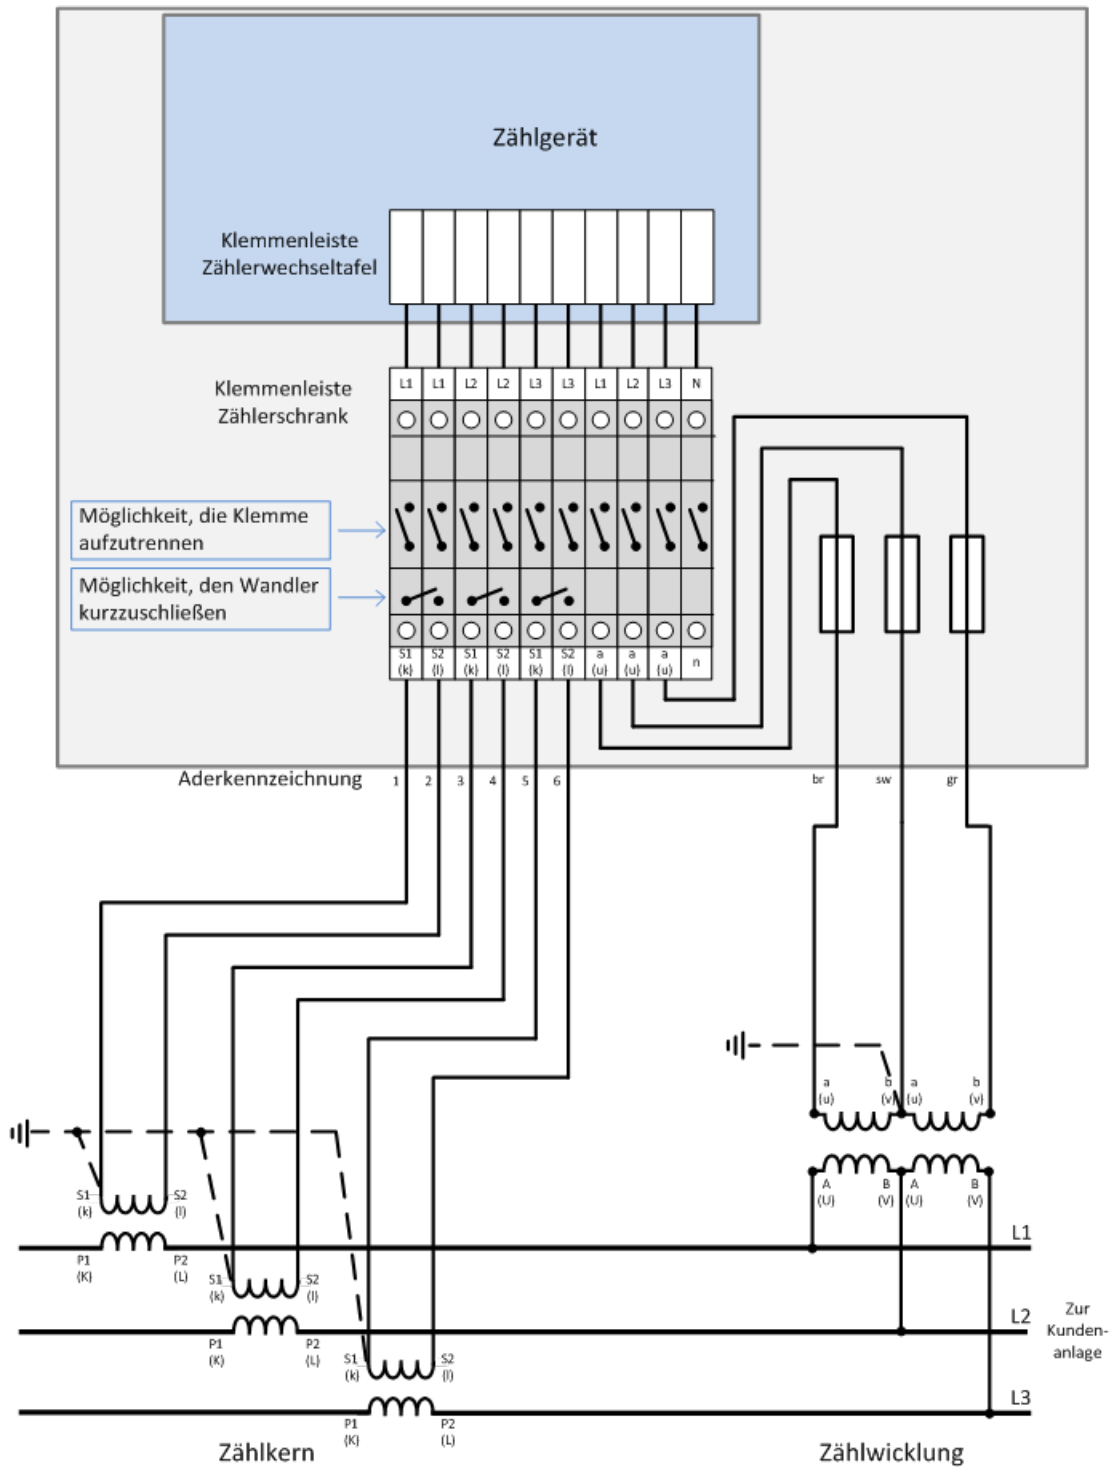 Zählgerät
Klemmenleiste
Zählerwechseltafel
Klemmenleiste
Zählerschrank
L1 L1 L2 L2 L3 L3 L1 L2 L3 N
Möglichkeit, die Klemme
aufzutrennen
Möglichkeit, den Wandler
kurzzuschließen
S1 S2 S1 S2 S1 S2 a a a n
(k) (l) (k) (l) (k) (l) (u) (u) (u)
Aderkennzeichnung 1 2 3 4 5 6 br sw gr
a b a b
(u) (v) (u) (v)
S1 S2
(k) (l)
A B A B
(U) (V) (U) (V)
L1
P1 P2
(K) (L)
S1 S2
(k) (l)
L2
P1 P2
(K) (L)
Zur
Kunden-
anlage
S1 S2
(k) (l)
L3
P1 P2
(K) (L)
Zählkern
Zählwicklung